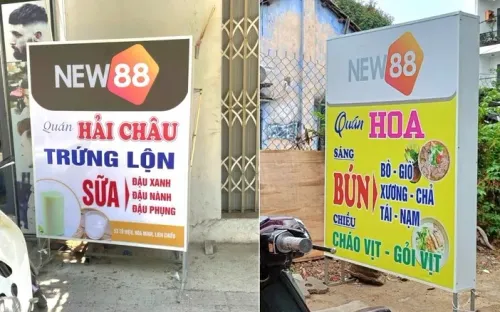 NEW88
Quán HẢI CHÂU
TRỨNG LỘN
SỮA
ĐẬU XANH
ĐẬU NÀNH
ĐẬU PHỤNG
NEW88
Quán HOA
SÁNG
BÚN
CHIỀU
BÒ - GIÒ
XƯƠNG - CHẢ
TÁI - NẠM
CHÁO VỊT - GỎI VỊT